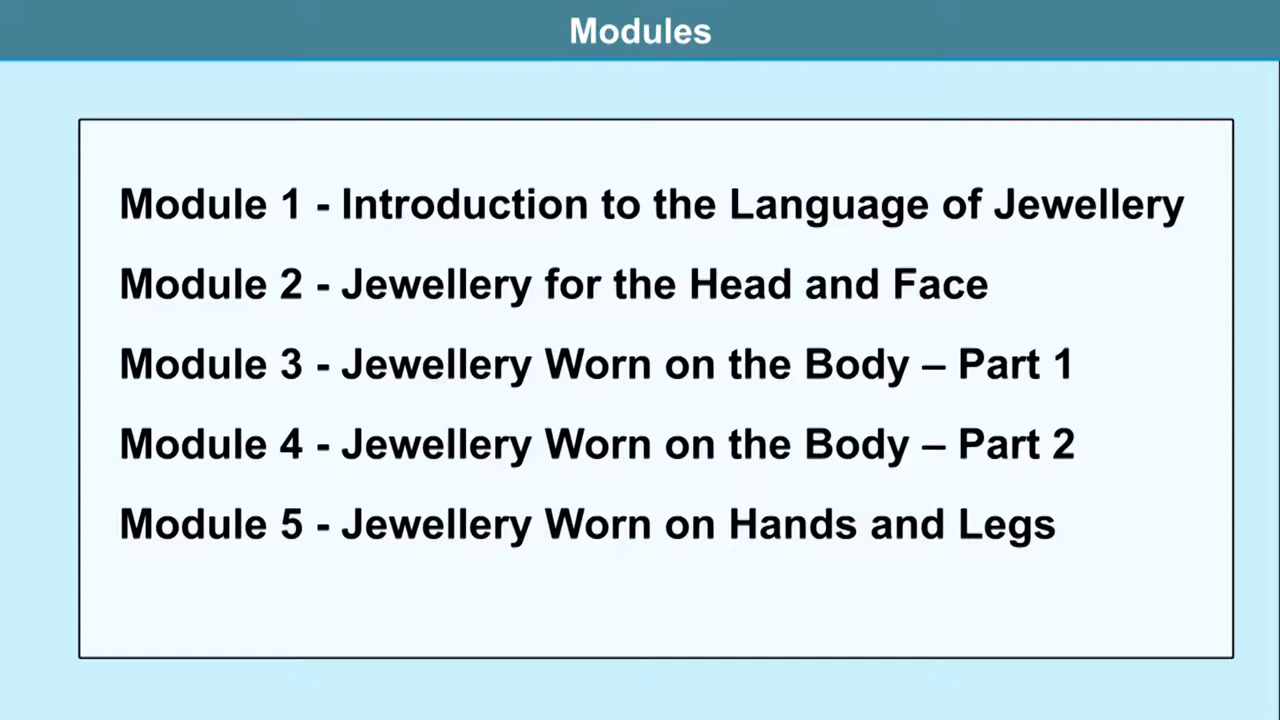 Modules
Module 1 - Introduction to the Language of Jewellery
Module 2 - Jewellery for the Head and Face
Module 3 - Jewellery Worn on the Body – Part 1
Module 4 - Jewellery Worn on the Body – Part 2
Module 5 - Jewellery Worn on Hands and Legs